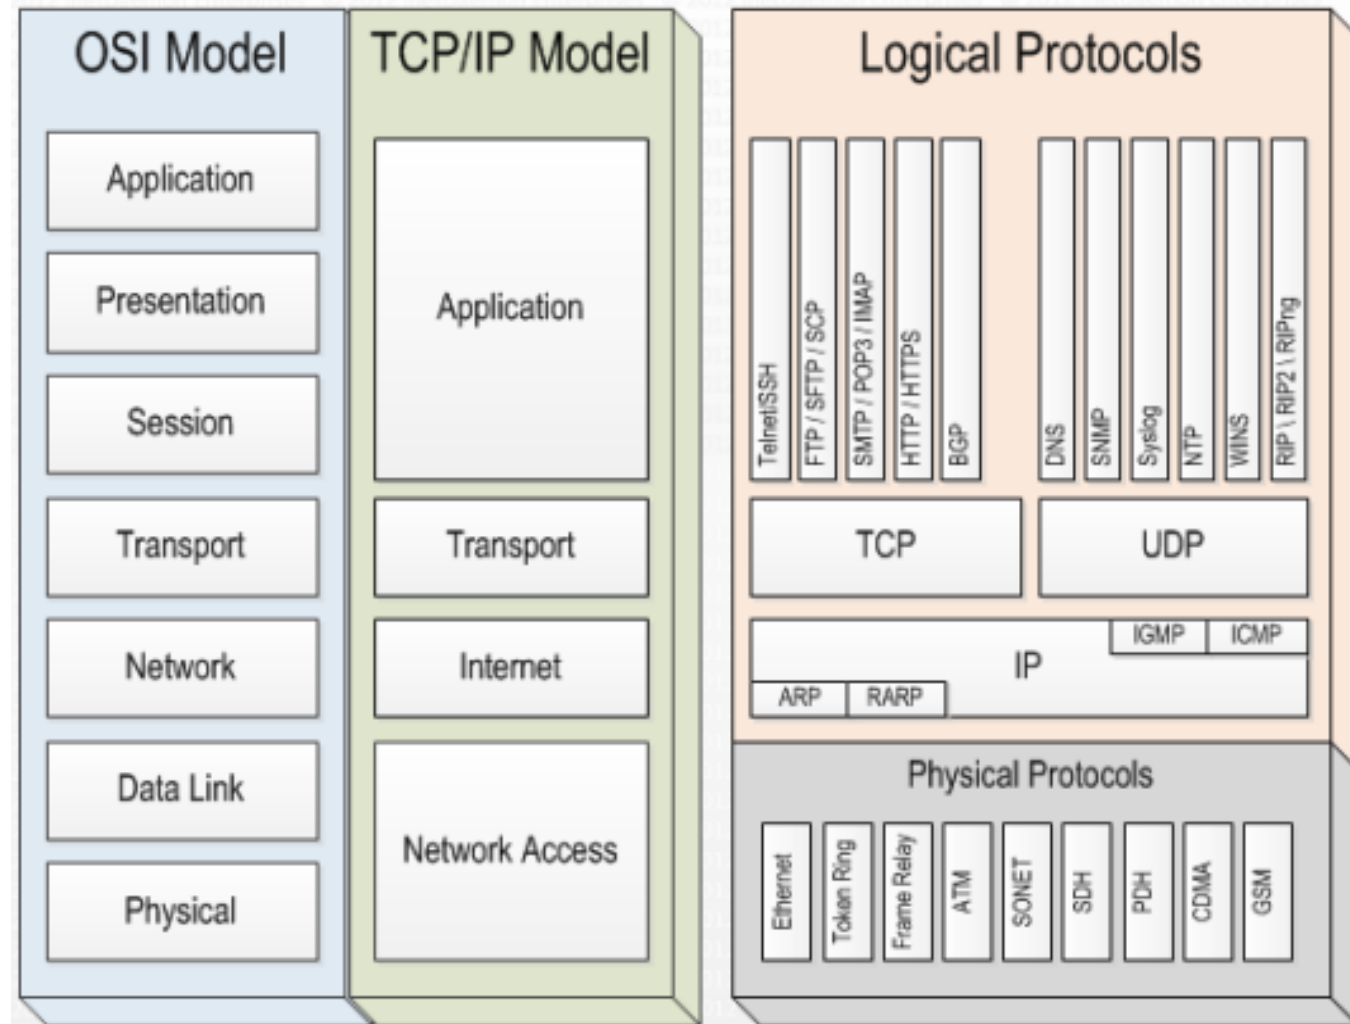 OSI Model
Application
Presentation
Session
Transport
Network
Data Link
Physical
TCP/IP Model
Application
Transport
Internet
Network Access
Logical Protocols
Telnet/SSH
FTP / SFTP / SCP
SMTP / POP3 / IMAP
HTTP / HTTPS
BGP
DNS
SNMP
Syslog
NTP
WINS
RIP \ RIP2 \ RIPng
TCP
UDP
IGMP
ICMP
IP
ARP
RARP
Physical Protocols
Ethernet
Token Ring
Frame Relay
ATM
SONET
SDH
PDH
CDMA
GSM